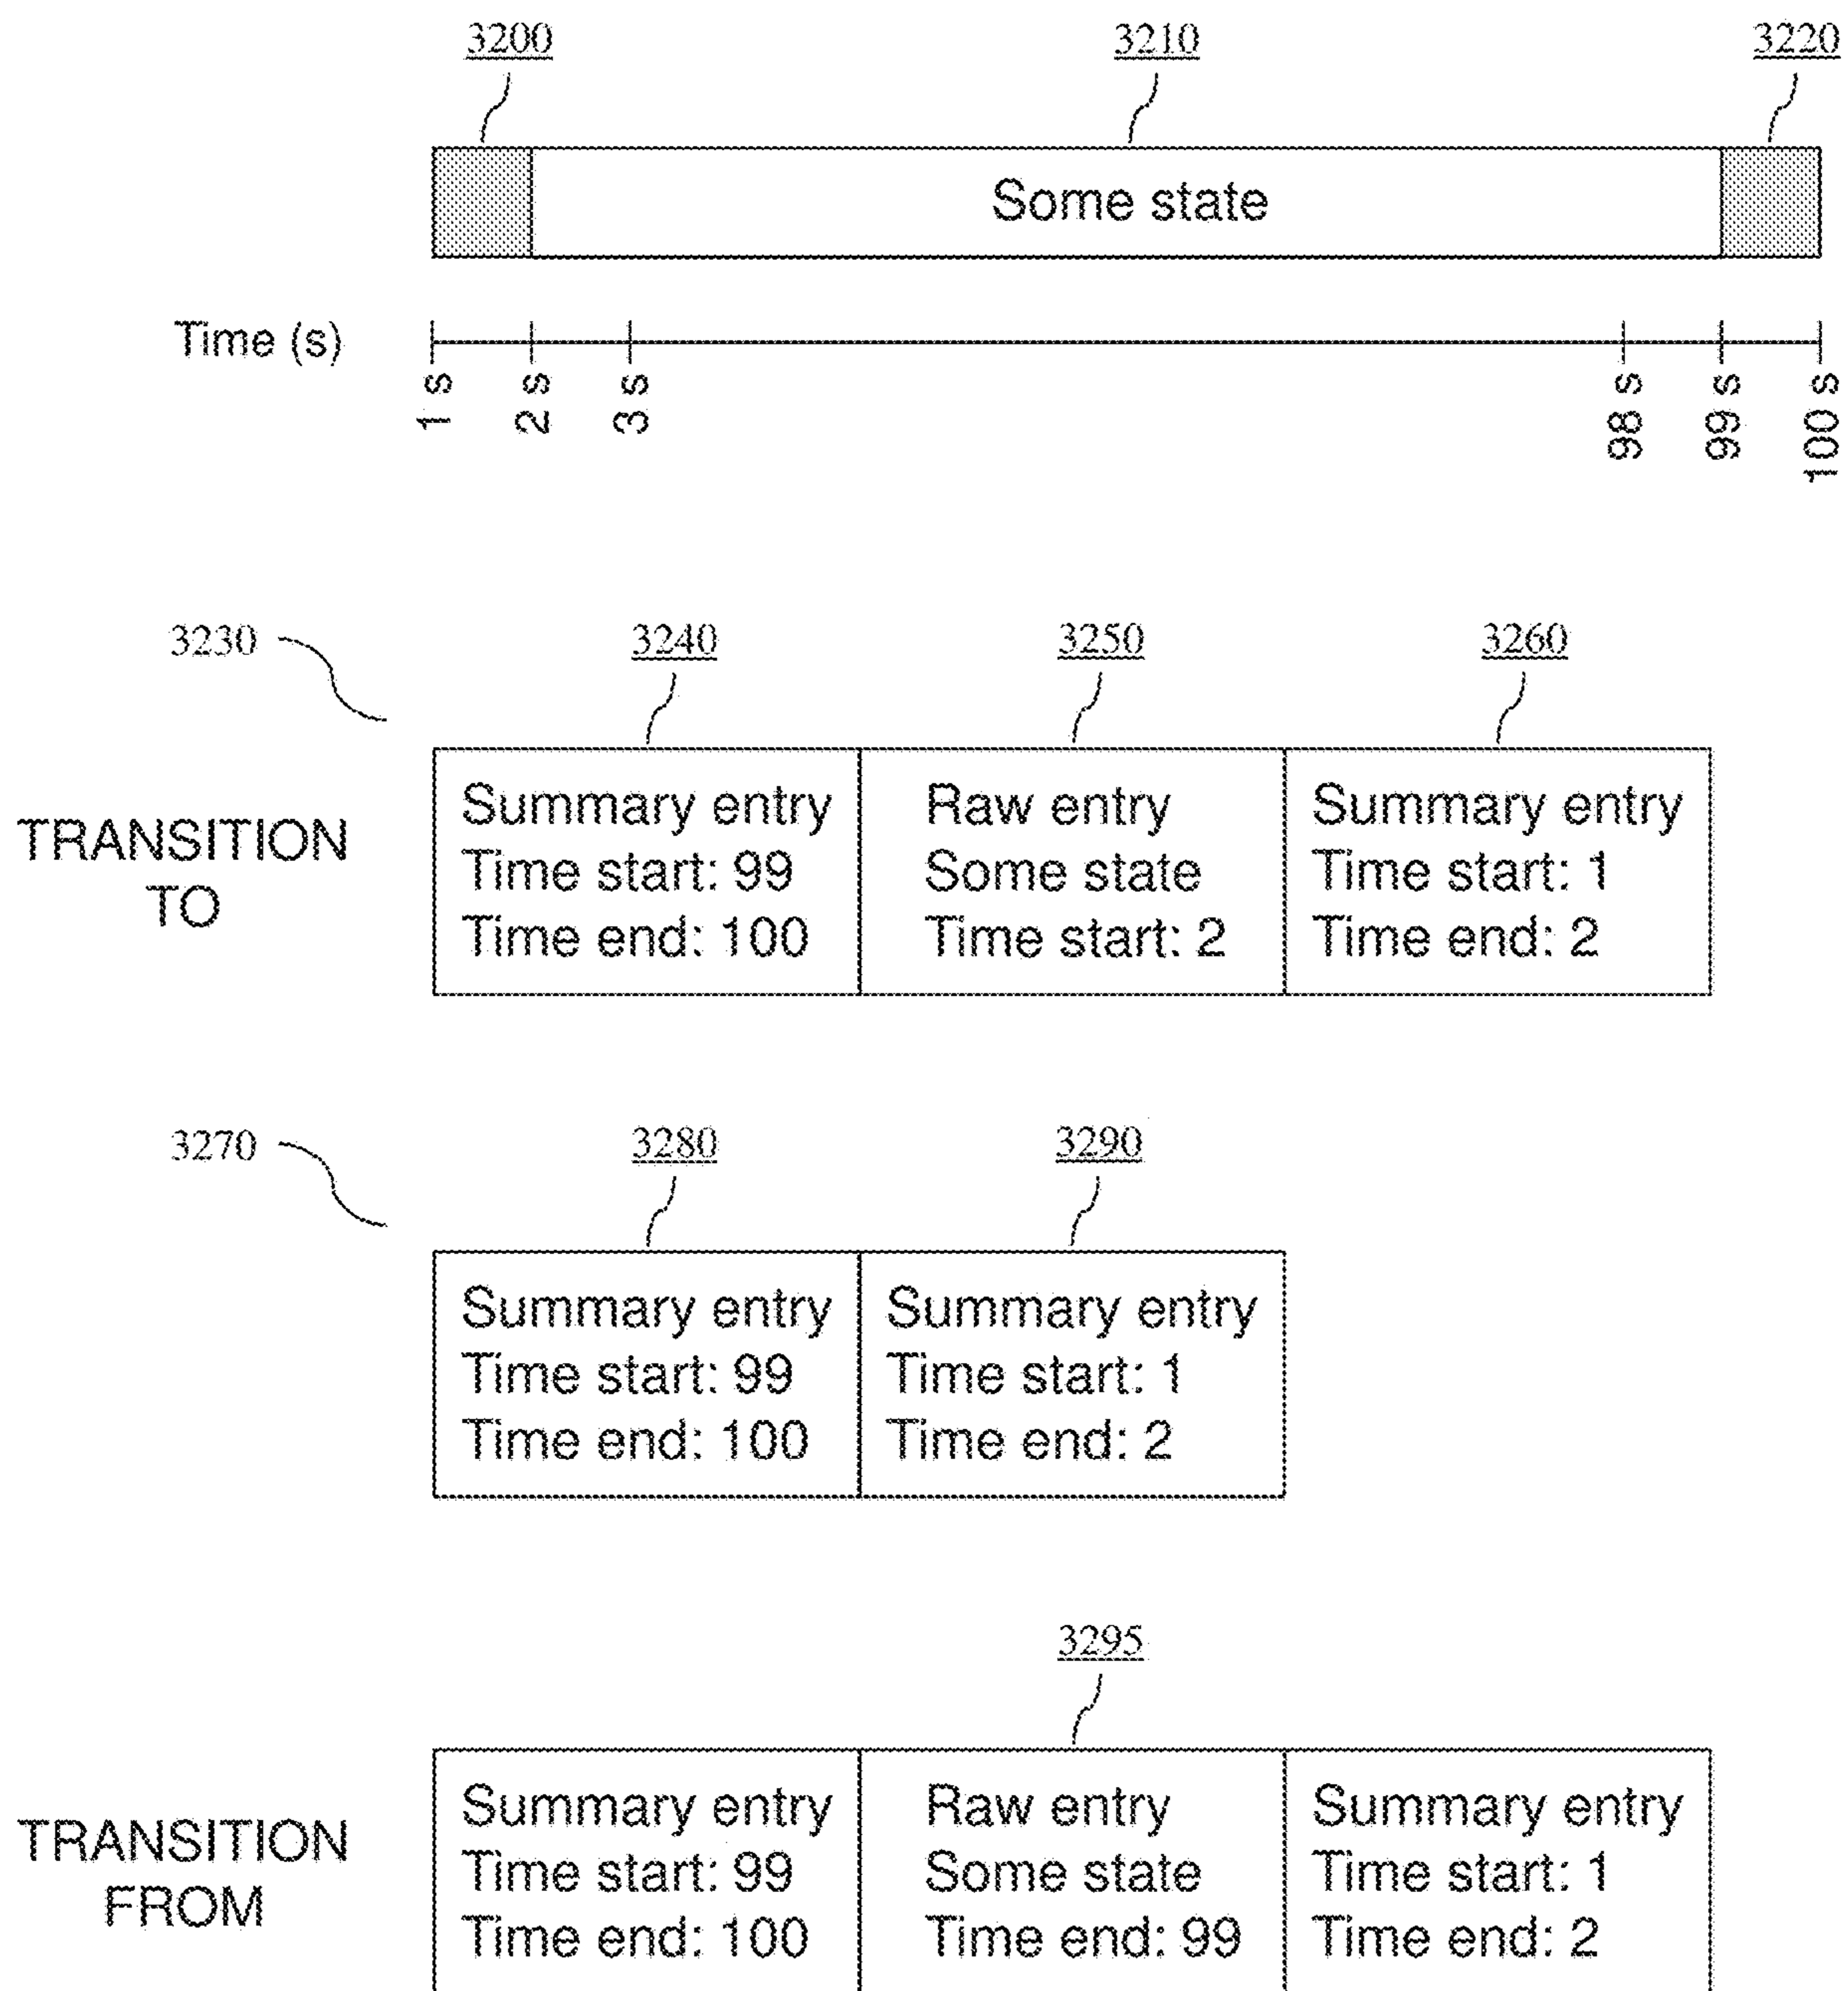 3200 3210 3220
Some state
Time (s)
1 s 2 s 3 s 98 s 99 s 100 s
3230 3240 3250 3260
TRANSITION
TO
Summary entry
Time start: 99
Time end: 100
Raw entry
Some state
Time start: 2
Summary entry
Time start: 1
Time end: 2
3270 3280 3290
Summary entry
Time start: 99
Time end: 100
Summary entry
Time start: 1
Time end: 2
3295
TRANSITION
FROM
Summary entry
Time start: 99
Time end: 100
Raw entry
Some state
Time end: 99
Summary entry
Time start: 1
Time end: 2